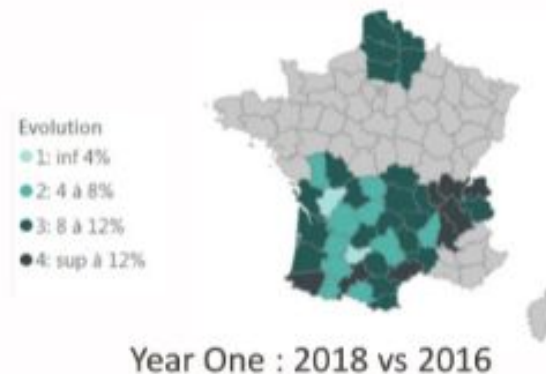 Evolution
1: inf 4%
2: 4 à 8%
3: 8 à 12%
4: sup à 12%
Year One : 2018 vs 2016